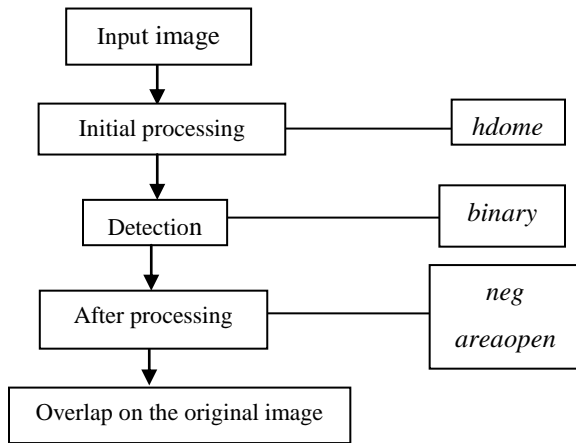 Input image
Initial processing
hdome
Detection
binary
After processing
neg
areaopen
Overlap on the original image